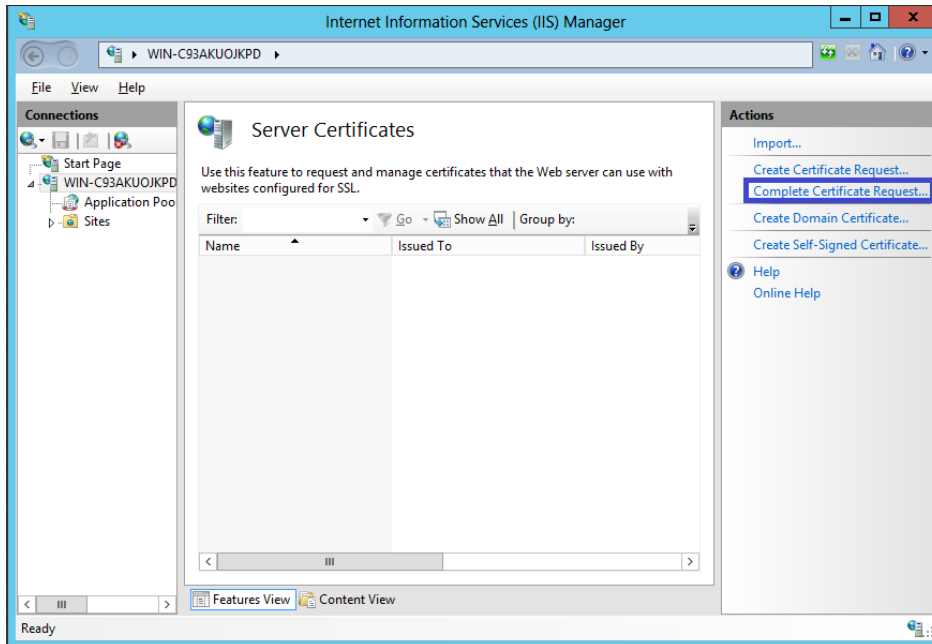 Internet Information Services (IIS) Manager
WIN-C93AKUOJKPD
File View Help
Connections
Start Page
WIN-C93AKUOJKPD
Application Poo
Sites
Server Certificates
Use this feature to request and manage certificates that the Web server can use with
websites configured for SSL.
Filter: Go Show All Group by:
Name Issued To Issued By
Features View Content View
Actions
Import...
Create Certificate Request...
Complete Certificate Request...
Create Domain Certificate...
Create Self-Signed Certificate...
Help
Online Help
Ready